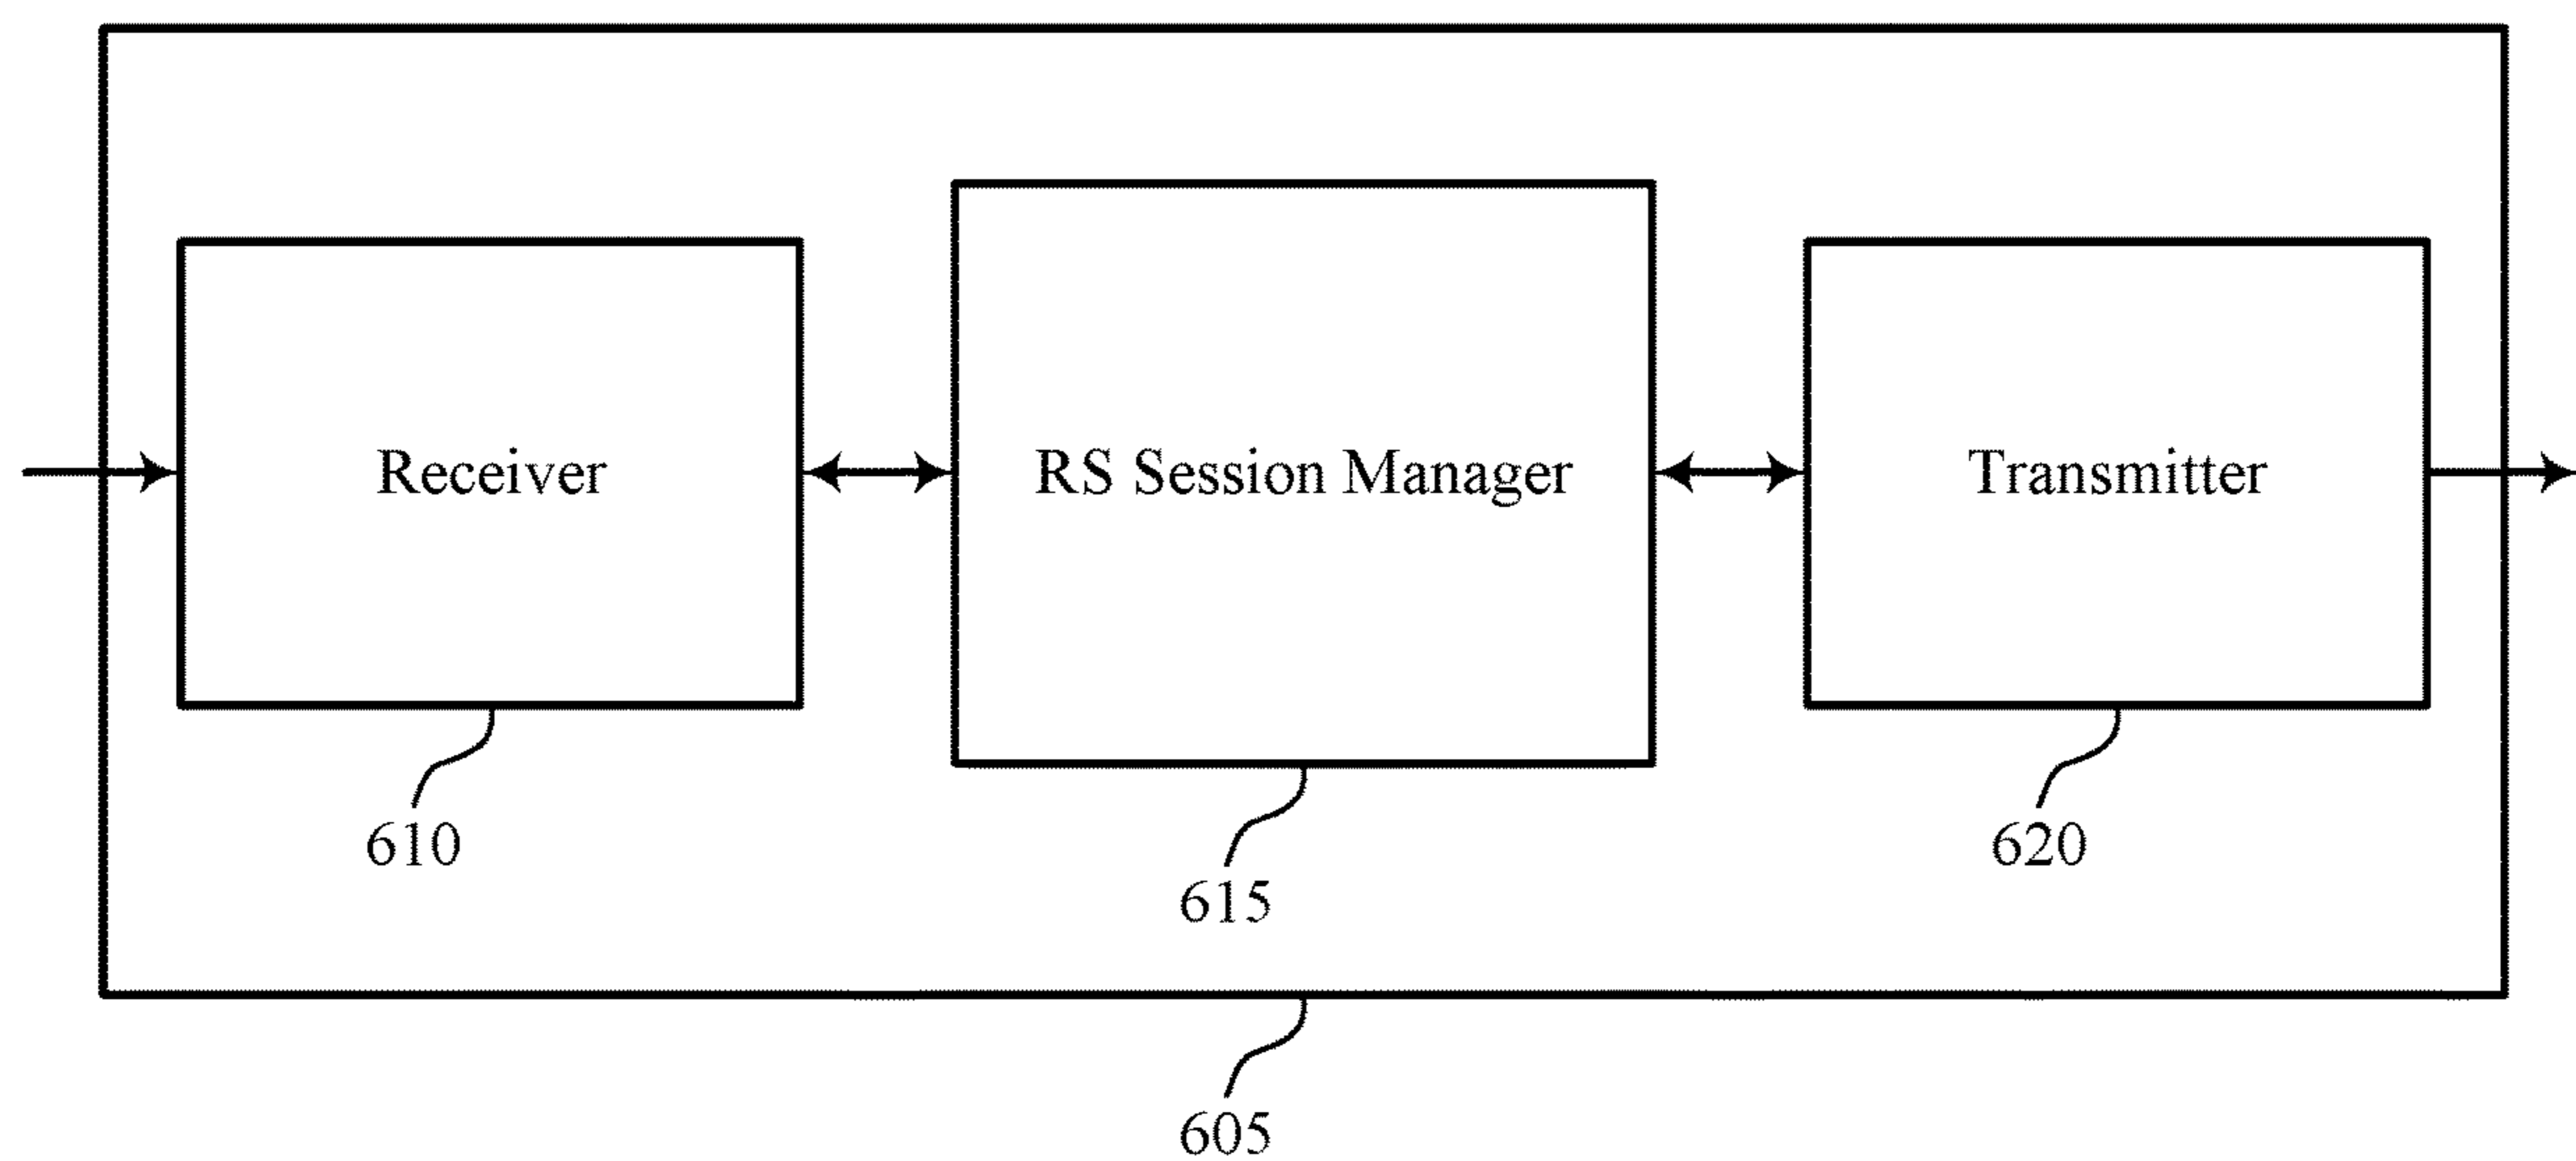 Receiver
RS Session Manager
Transmitter
610
615
620
605